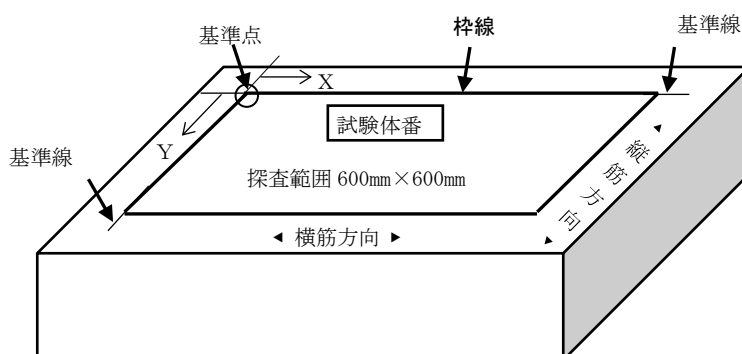 基準点
枠線
基準線
X
試験体番
Y
基準線
探査範囲 600mm×600mm
縦筋方向
◀ 横筋方向 ▶